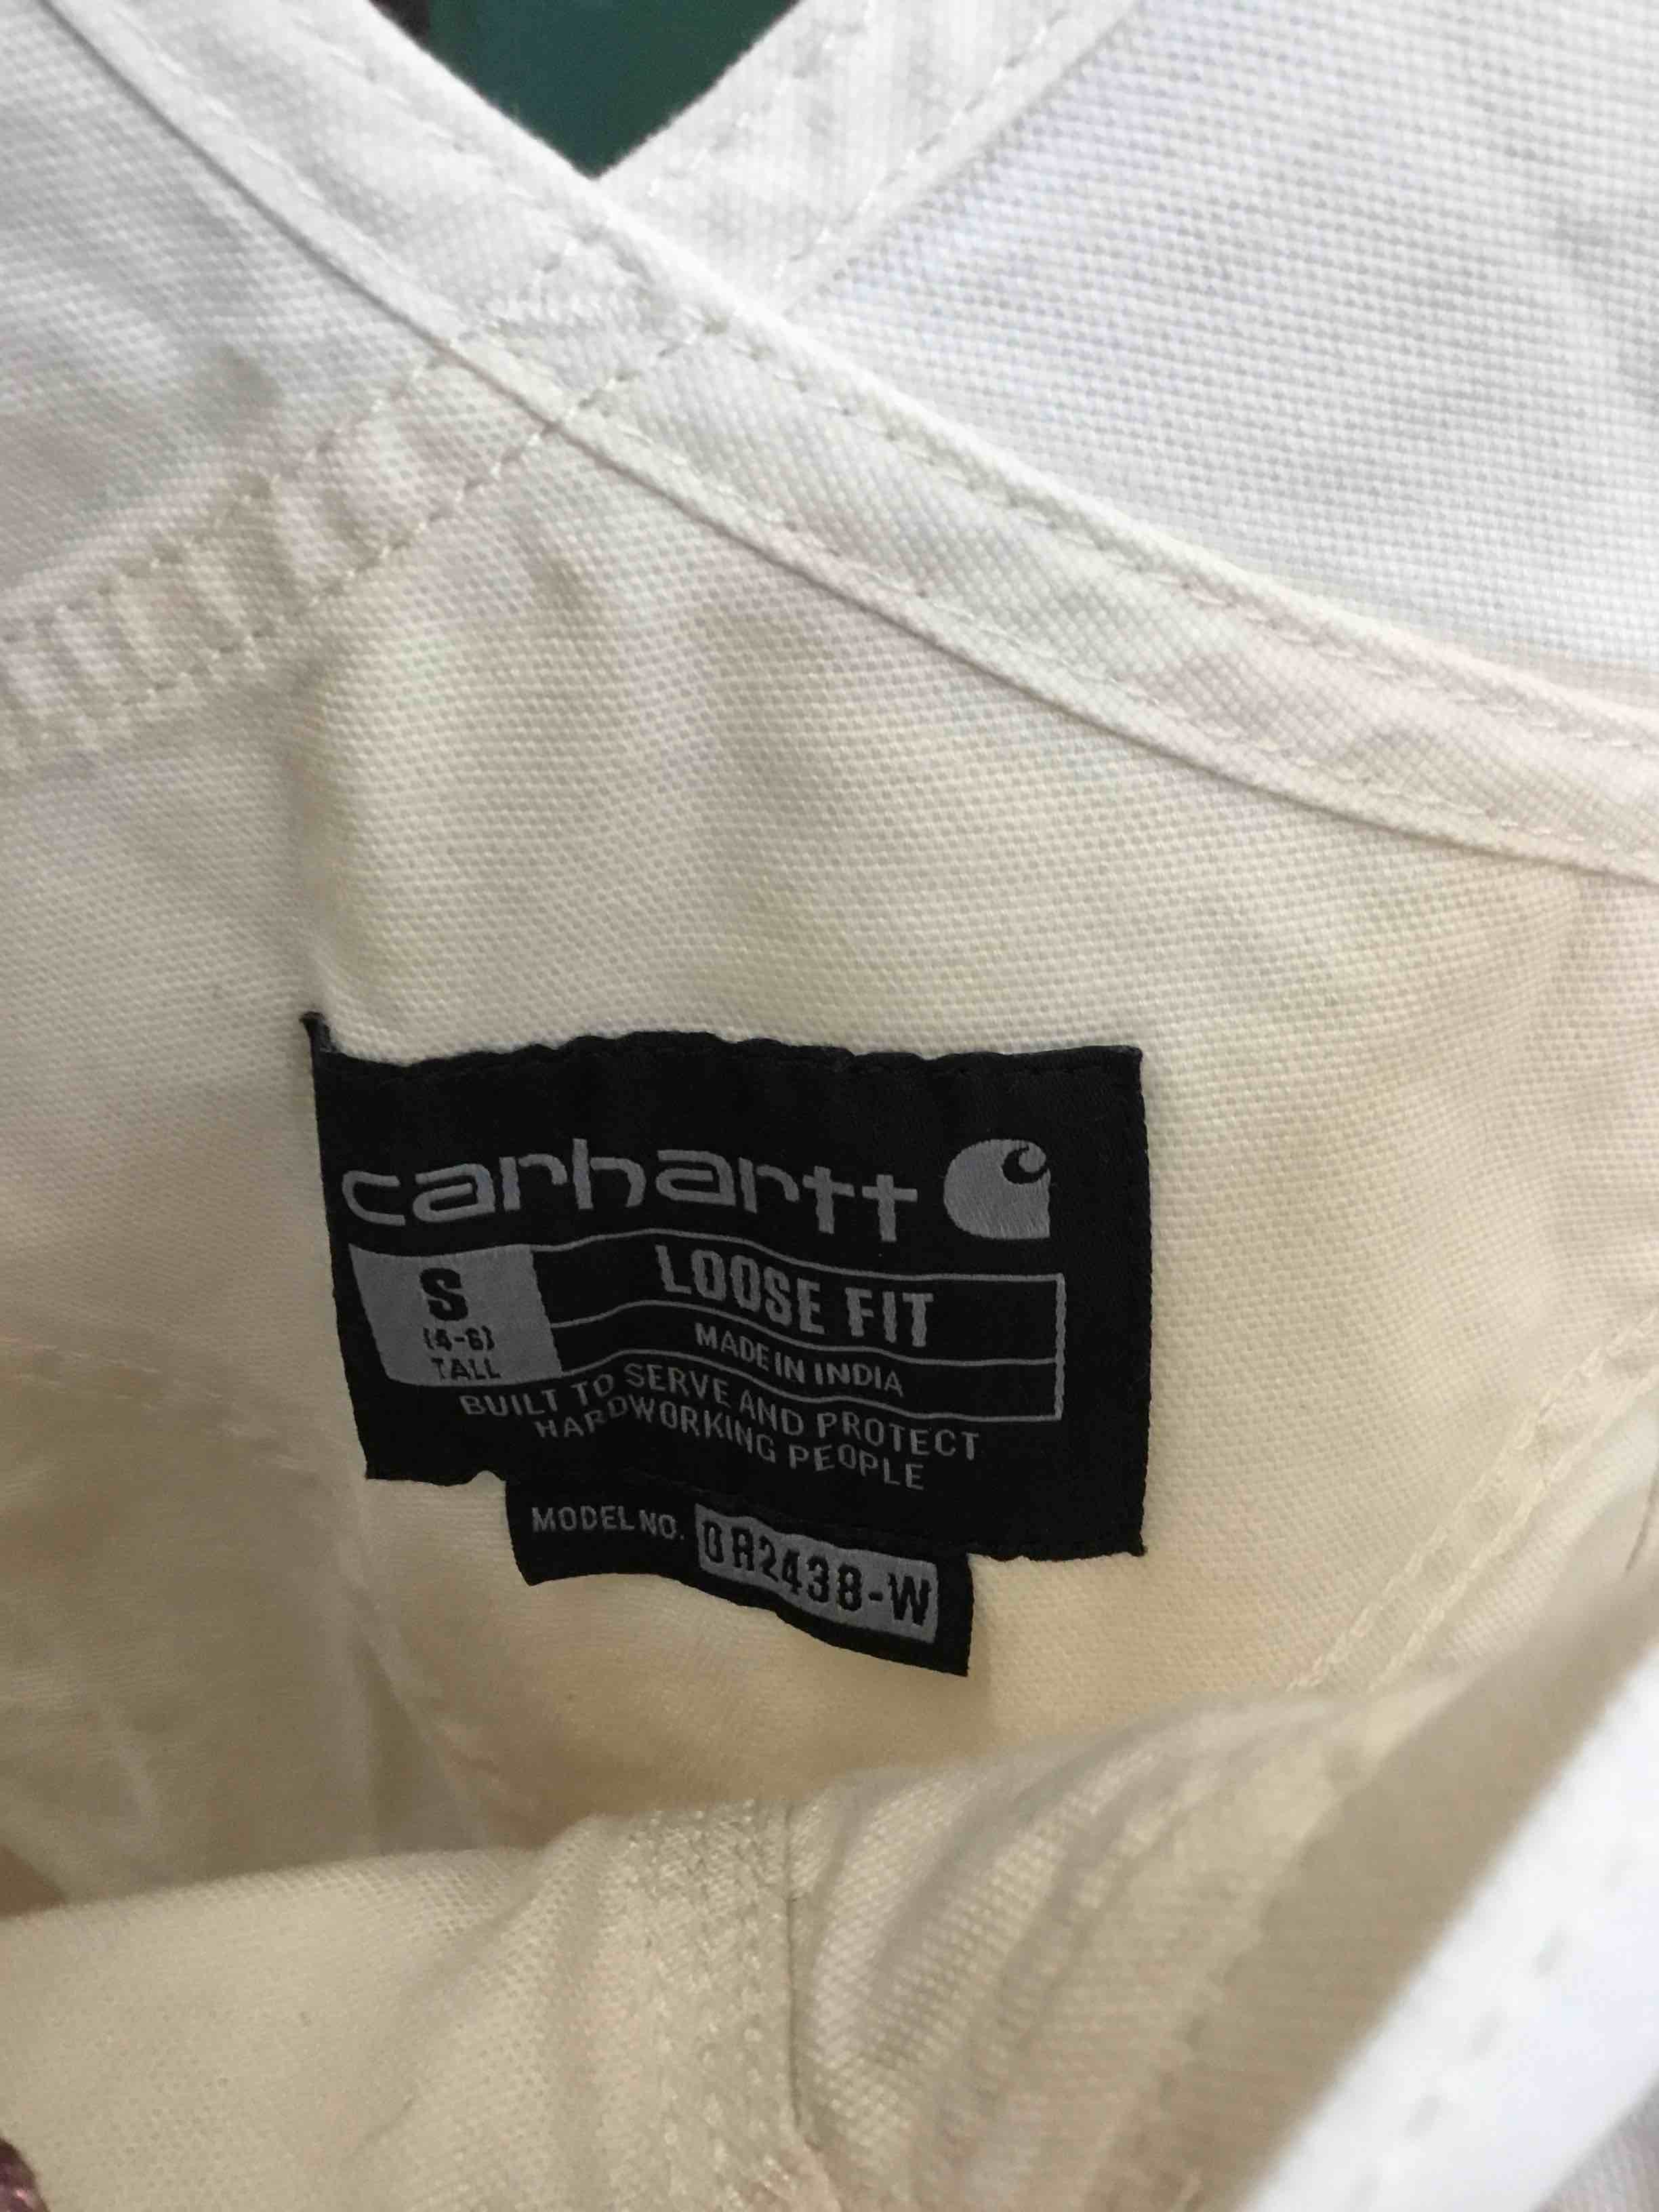 carhartt
S
(4-6)
TALL
LOOSE FIT
MADE IN INDIA
BUILT TO SERVE AND PROTECT
HARDWORKING PEOPLE
MODEL NO. OR2438-W